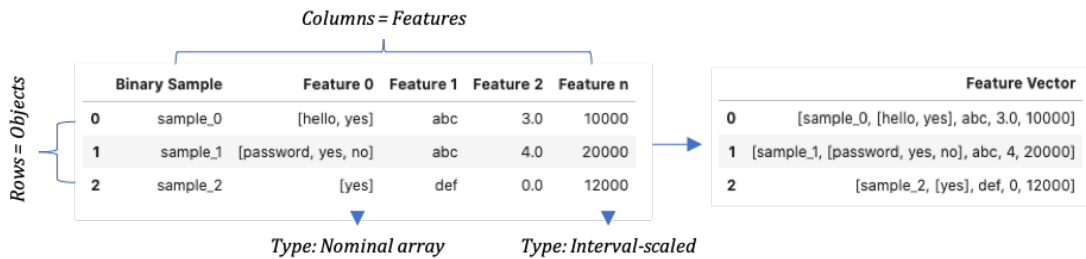 Columns = Features
Rows = Objects
Binary Sample Feature 0 Feature 1 Feature 2 Feature n
0 sample_0 [hello, yes] abc 3.0 10000
1 sample_1 [password, yes, no] abc 4.0 20000
2 sample_2 [yes] def 0.0 12000
Type: Nominal array
Type: Interval-scaled
Feature Vector
0 [sample_0, [hello, yes], abc, 3.0, 10000]
1 [sample_1, [password, yes, no], abc, 4, 20000]
2 [sample_2, [yes], def, 0, 12000]